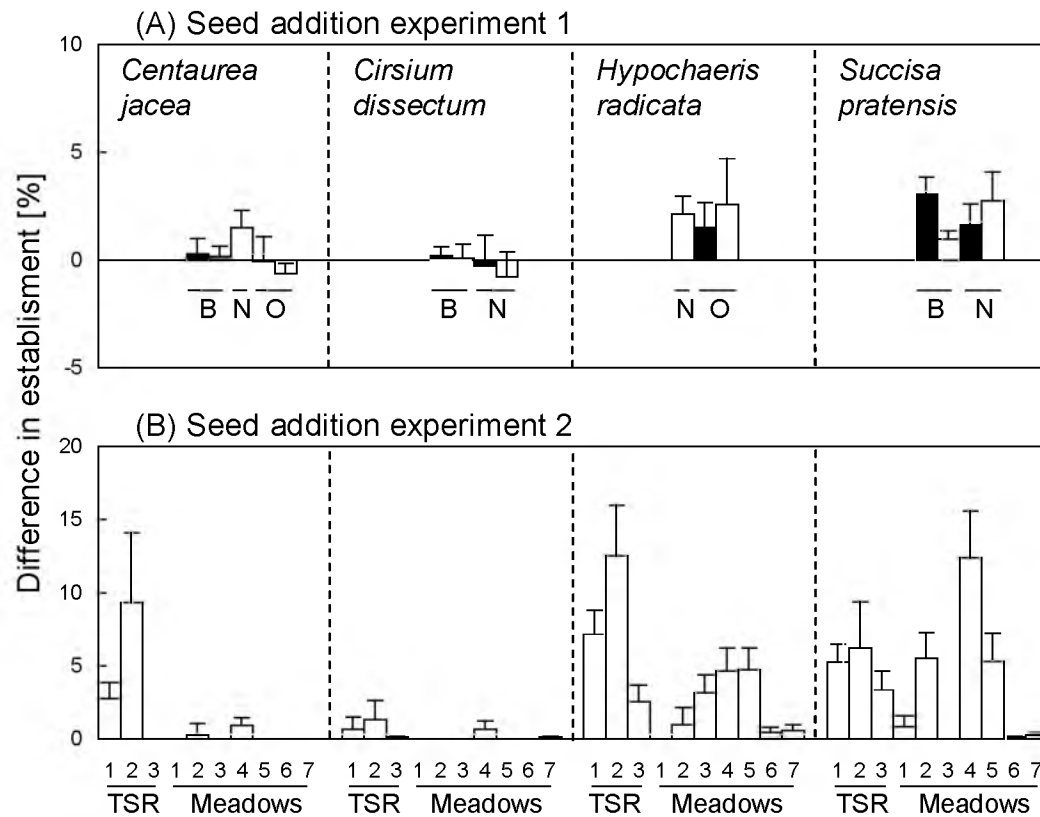 (A) Seed addition experiment 1
10
5
0
-5
Centaurea
jacea
Cirsium
dissectum
Hypochaeris
radicata
Succisa
pratensis
B N O
B N
N O
B N
Difference in establisment [%]
(B) Seed addition experiment 2
20
15
10
5
0
1 2 3 1 2 3 4 5 6 7
TSR Meadows
1 2 3 1 2 3 4 5 6 7
TSR Meadows
1 2 3 1 2 3 4 5 6 7
TSR Meadows
1 2 3 1 2 3 4 5 6 7
TSR Meadows